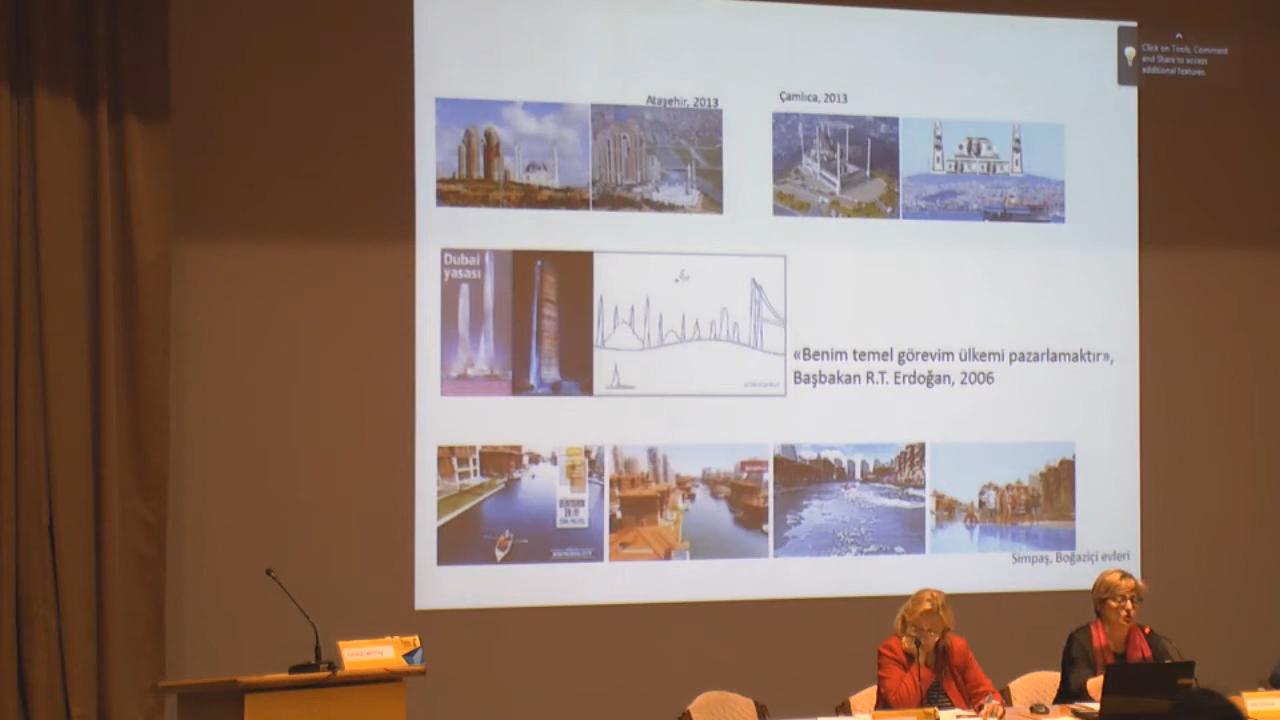 Click on Tools, Comment
and Share to access
additional features.
Ataşehir, 2013
Çamlıca, 2013
Dubai
yasası
«Benim temel görevim ülkemi pazarlamaktır»,
Başbakan R.T. Erdoğan, 2006
Simpaş, Boğaziçi evleri